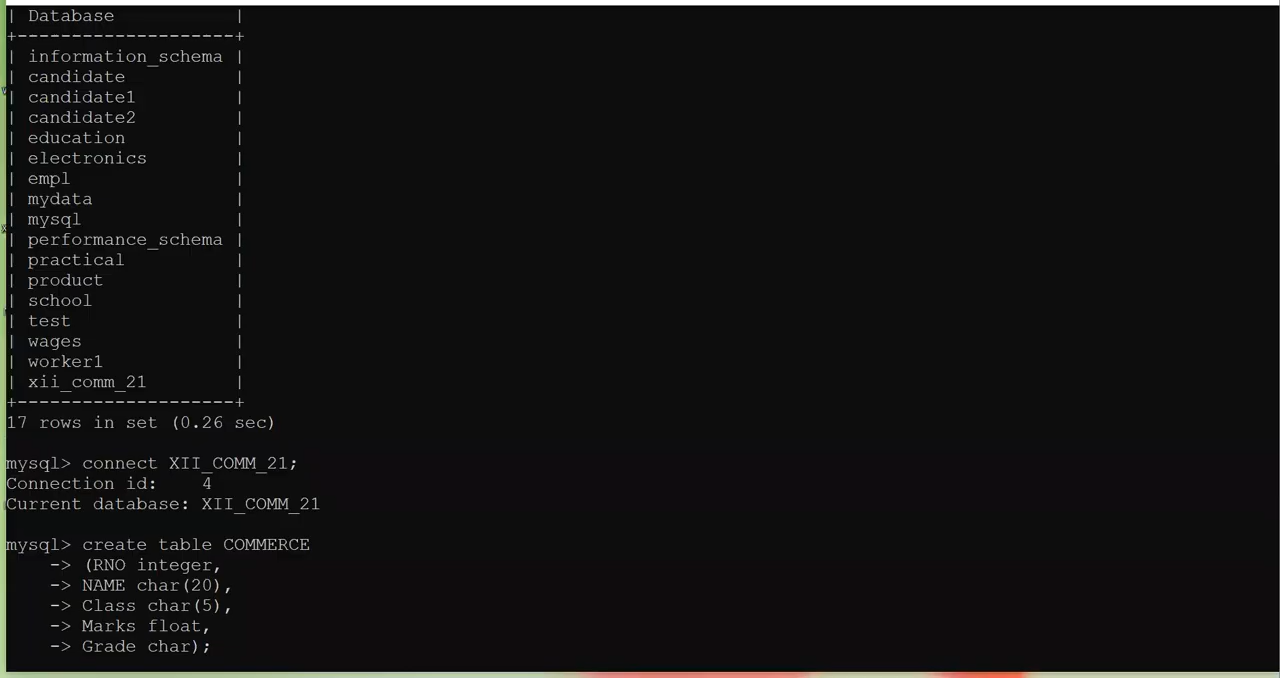 | Database |
+--------------------+
| information_schema |
| candidate |
| candidate1 |
| candidate2 |
| education |
| electronics |
| empl |
| mydata |
| mysql |
| performance_schema |
| practical |
| product |
| school |
| test |
| wages |
| worker1 |
| xii_comm_21 |
+--------------------+
17 rows in set (0.26 sec)
mysql> connect XII_COMM_21;
Connection id: 4
Current database: XII_COMM_21
mysql> create table COMMERCE
-> (RNO integer,
-> NAME char(20),
-> Class char(5),
-> Marks float,
-> Grade char);